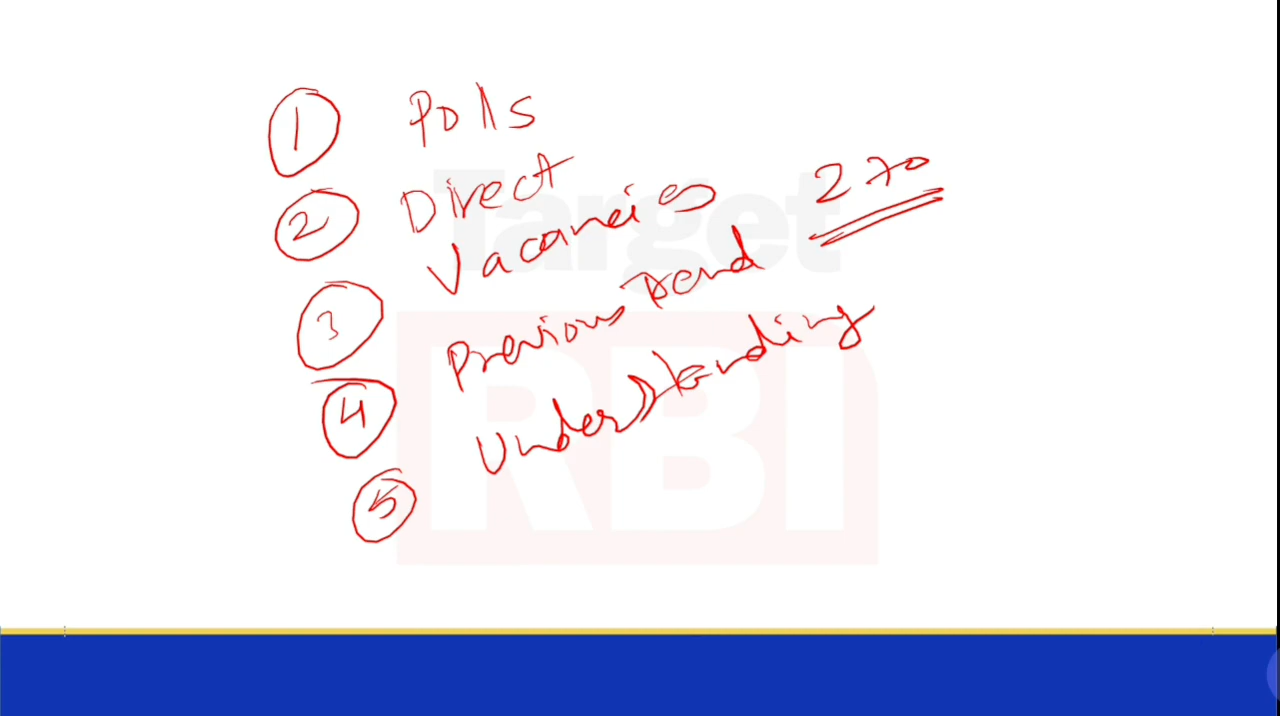 1 Polls
2 Direct
3 Vacancies 270
4 Previous Trend
5 Understanding
Target
RBI